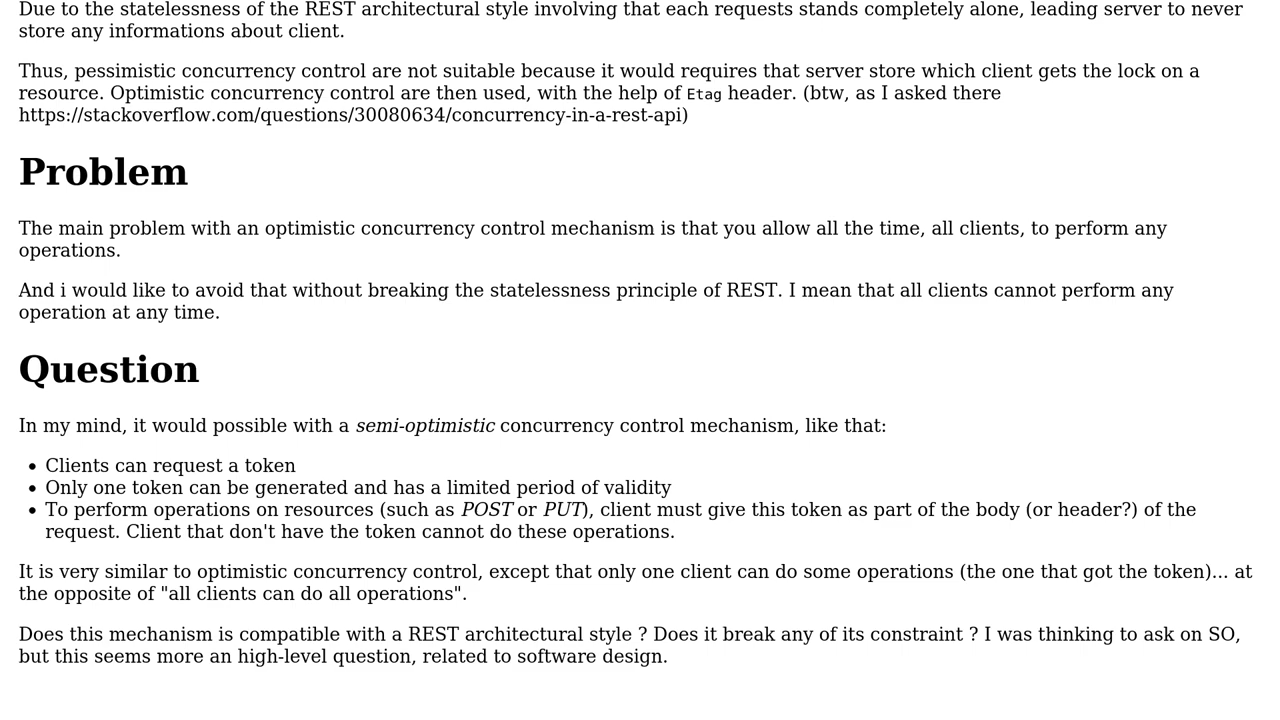 Due to the statelessness of the REST architectural style involving that each requests stands completely alone, leading server to never
store any informations about client.
Thus, pessimistic concurrency control are not suitable because it would requires that server store which client gets the lock on a
resource. Optimistic concurrency control are then used, with the help of Etag header. (btw, as I asked there
https://stackoverflow.com/questions/30080634/concurrency-in-a-rest-api)
Problem
The main problem with an optimistic concurrency control mechanism is that you allow all the time, all clients, to perform any
operations.
And i would like to avoid that without breaking the statelessness principle of REST. I mean that all clients cannot perform any
operation at any time.
Question
In my mind, it would possible with a semi-optimistic concurrency control mechanism, like that:
• Clients can request a token
• Only one token can be generated and has a limited period of validity
• To perform operations on resources (such as POST or PUT), client must give this token as part of the body (or header?) of the
request. Client that don't have the token cannot do these operations.
It is very similar to optimistic concurrency control, except that only one client can do some operations (the one that got the token)... at
the opposite of "all clients can do all operations".
Does this mechanism is compatible with a REST architectural style ? Does it break any of its constraint ? I was thinking to ask on SO,
but this seems more an high-level question, related to software design.